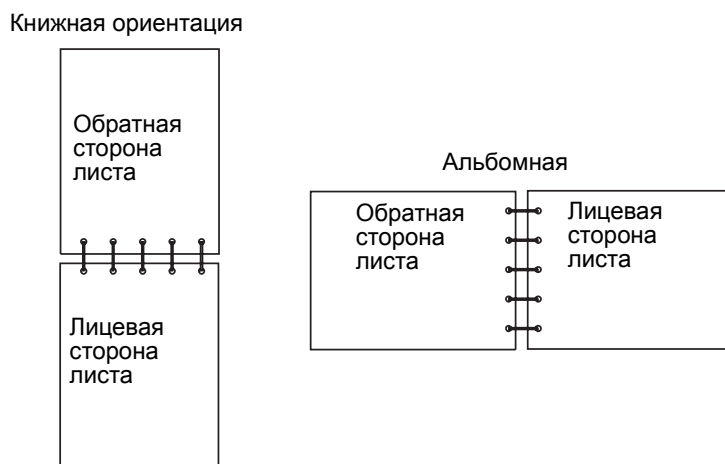 Книжная ориентация
Обратная
сторона
листа
Лицевая
сторона
листа
Альбомная
Обратная
сторона
листа
Лицевая
сторона
листа